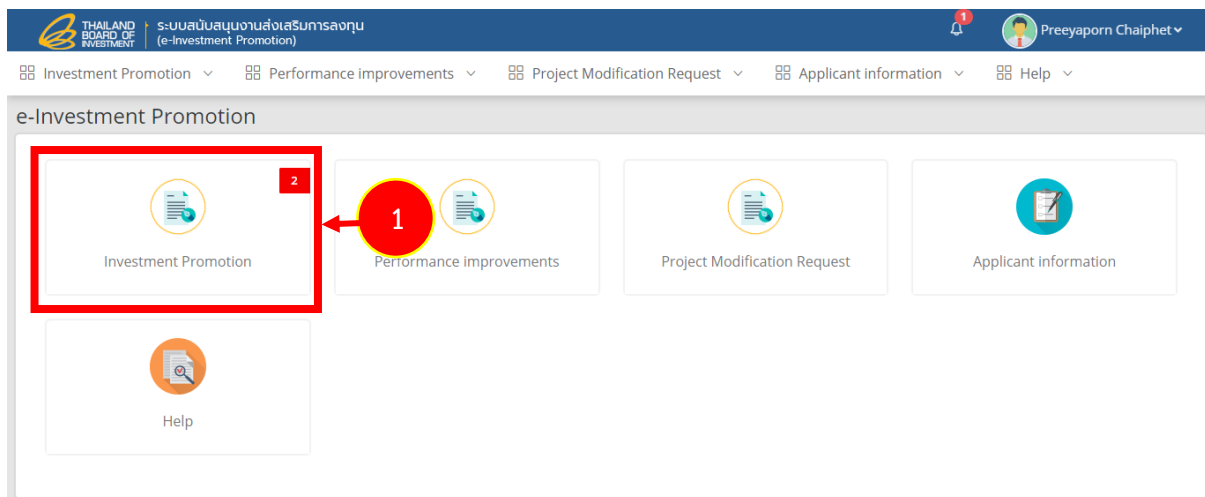 THAILAND
BOARD OF
INVESTMENT
ระบบสนับสนุนงานส่งเสริมการลงทุน
(e-Investment Promotion)
1
Preeyaporn Chaiphet
Investment Promotion
Performance improvements
Project Modification Request
Applicant information
Help
e-Investment Promotion
2
1
Investment Promotion
Performance improvements
Project Modification Request
Applicant information
Help